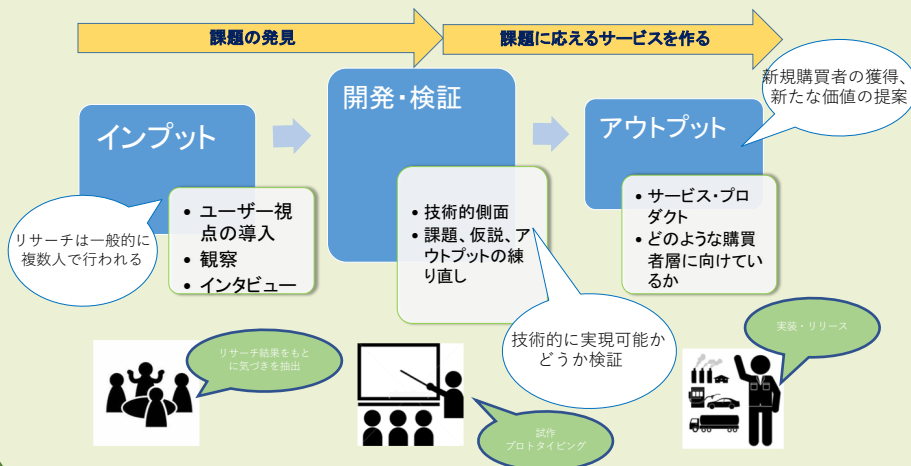 課題の発見
課題に応えるサービスを作る
新規購買者の獲得、
新たな価値の提案
開発・検証
インプット
アウトプット
• ユーザー視
点の導入
• 観察
• インタビュー
リサーチは一般的に
複数人で行われる
• 技術的側面
• 課題、仮説、ア
ウトプットの練
り直し
• サービス・プロ
ダクト
• どのような購買
者層に向けてい
るか
技術的に実現可能か
どうか検証
リサーチ結果をもと
に気づきを抽出
試作
プロトタイピング
実装・リリース